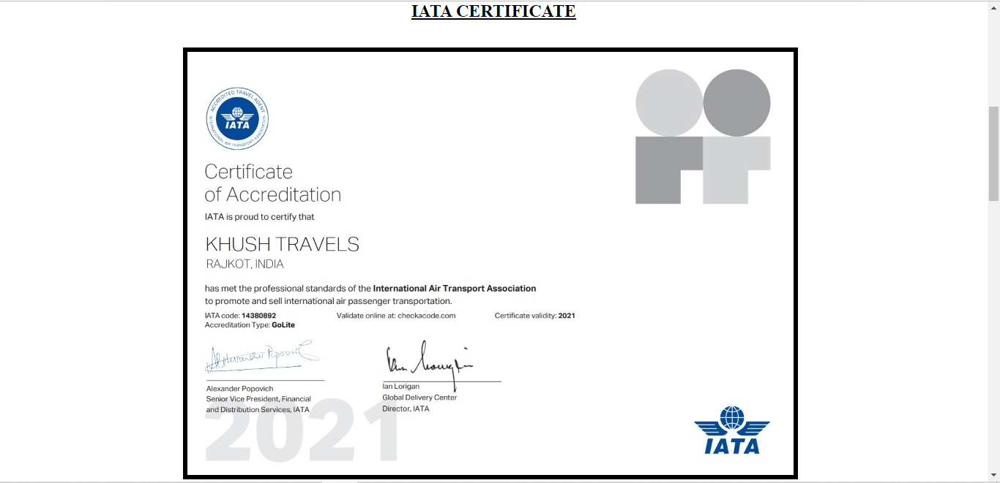 IATA CERTIFICATE
ACCREDITED TRAVEL AGENT
IATA
INTERNATIONAL AIR TRANSPORT ASSOCIATION
Certificate
of Accreditation
IATA is proud to certify that
KHUSH TRAVELS
RAJKOT, INDIA
has met the professional standards of the International Air Transport Association
to promote and sell international air passenger transportation.
IATA code: 14380892 Validate online at: checkacode.com Certificate validity: 2021
Accreditation Type: GoLite
Alexander Popovich
Senior Vice President, Financial
and Distribution Services, IATA
Ian Lorigan
Global Delivery Center
Director, IATA
2021
IATA